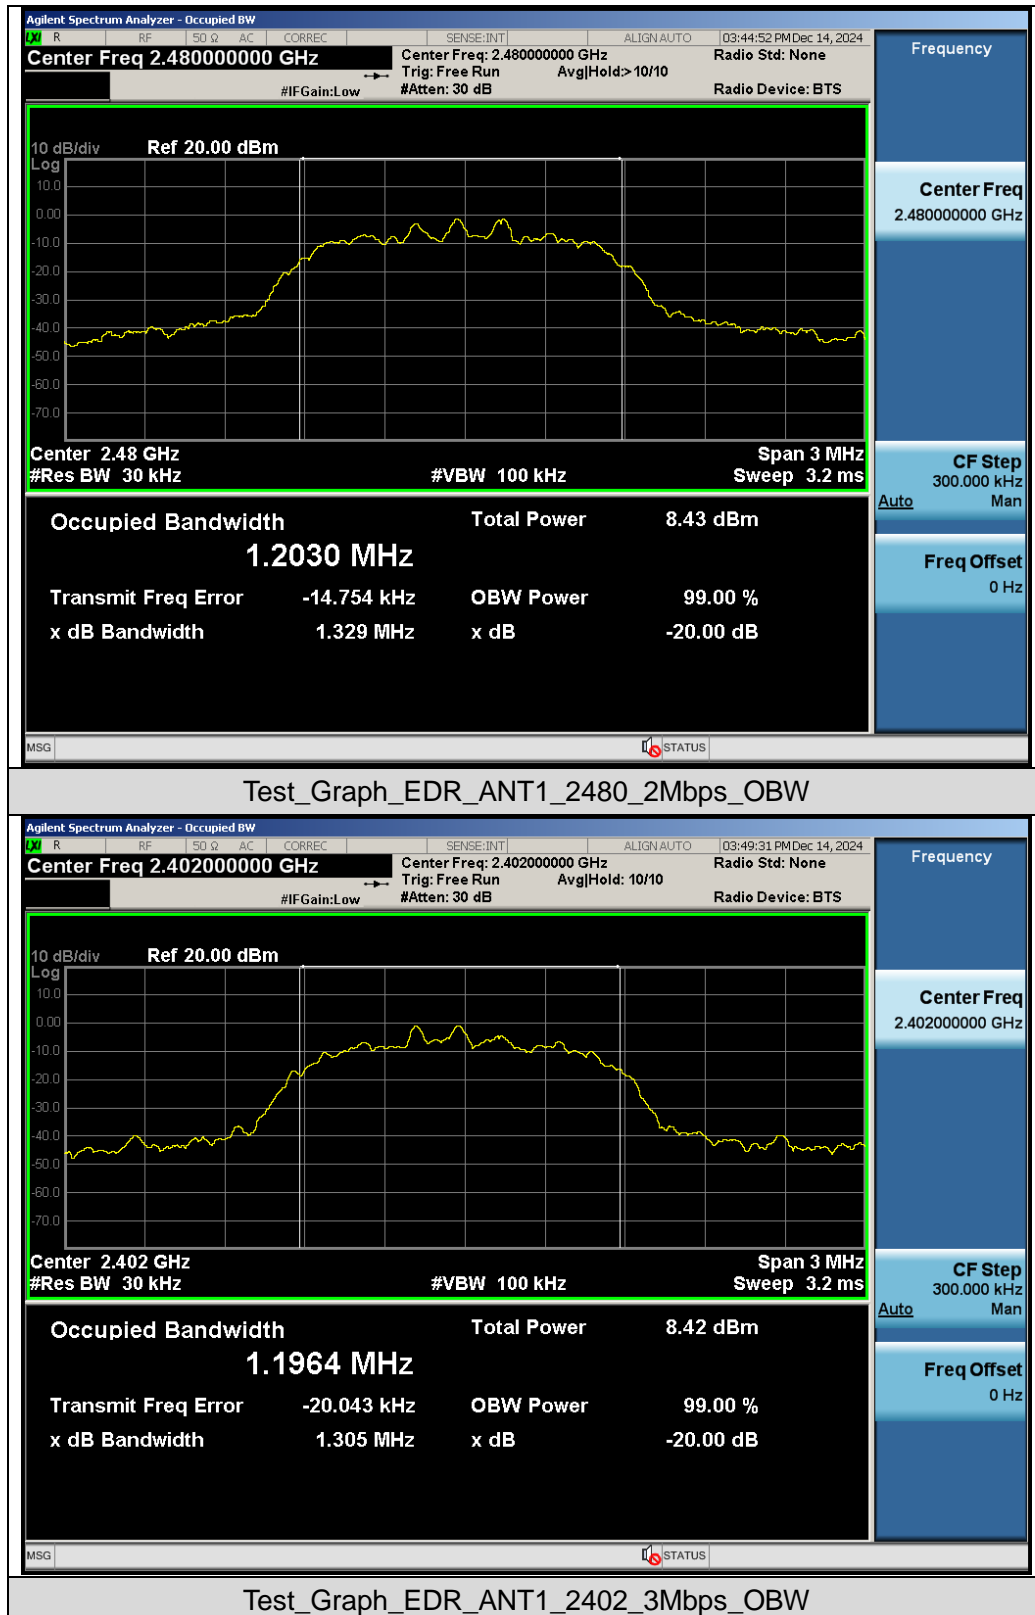 Agilent Spectrum Analyzer - Occupied BW
LXI R RF 50 Ω AC CORREC SENSE:INT ALIGN AUTO 03:44:52 PM Dec 14, 2024
Center Freq 2.480000000 GHz
Center Freq: 2.480000000 GHz Radio Std: None
Trig: Free Run Avg|Hold:> 10/10
#IFGain:Low #Atten: 30 dB Radio Device: BTS
Frequency
10 dB/div Ref 20.00 dBm
Log
10.0
0.00
-10.0
-20.0
-30.0
-40.0
-50.0
-60.0
-70.0
Center 2.48 GHz Span 3 MHz
#Res BW 30 kHz #VBW 100 kHz Sweep 3.2 ms
Center Freq
2.480000000 GHz
CF Step
300.000 kHz
Auto Man
Freq Offset
0 Hz
Occupied Bandwidth Total Power 8.43 dBm
1.2030 MHz
Transmit Freq Error -14.754 kHz OBW Power 99.00 %
x dB Bandwidth 1.329 MHz x dB -20.00 dB
MSG STATUS
Test_Graph_EDR_ANT1_2480_2Mbps_OBW
Agilent Spectrum Analyzer - Occupied BW
LXI R RF 50 Ω AC CORREC SENSE:INT ALIGN AUTO 03:49:31 PM Dec 14, 2024
Center Freq 2.402000000 GHz
Center Freq: 2.402000000 GHz Radio Std: None
Trig: Free Run Avg|Hold: 10/10
#IFGain:Low #Atten: 30 dB Radio Device: BTS
Frequency
10 dB/div Ref 20.00 dBm
Log
10.0
0.00
-10.0
-20.0
-30.0
-40.0
-50.0
-60.0
-70.0
Center 2.402 GHz Span 3 MHz
#Res BW 30 kHz #VBW 100 kHz Sweep 3.2 ms
Center Freq
2.402000000 GHz
CF Step
300.000 kHz
Auto Man
Freq Offset
0 Hz
Occupied Bandwidth Total Power 8.42 dBm
1.1964 MHz
Transmit Freq Error -20.043 kHz OBW Power 99.00 %
x dB Bandwidth 1.305 MHz x dB -20.00 dB
MSG STATUS
Test_Graph_EDR_ANT1_2402_3Mbps_OBW